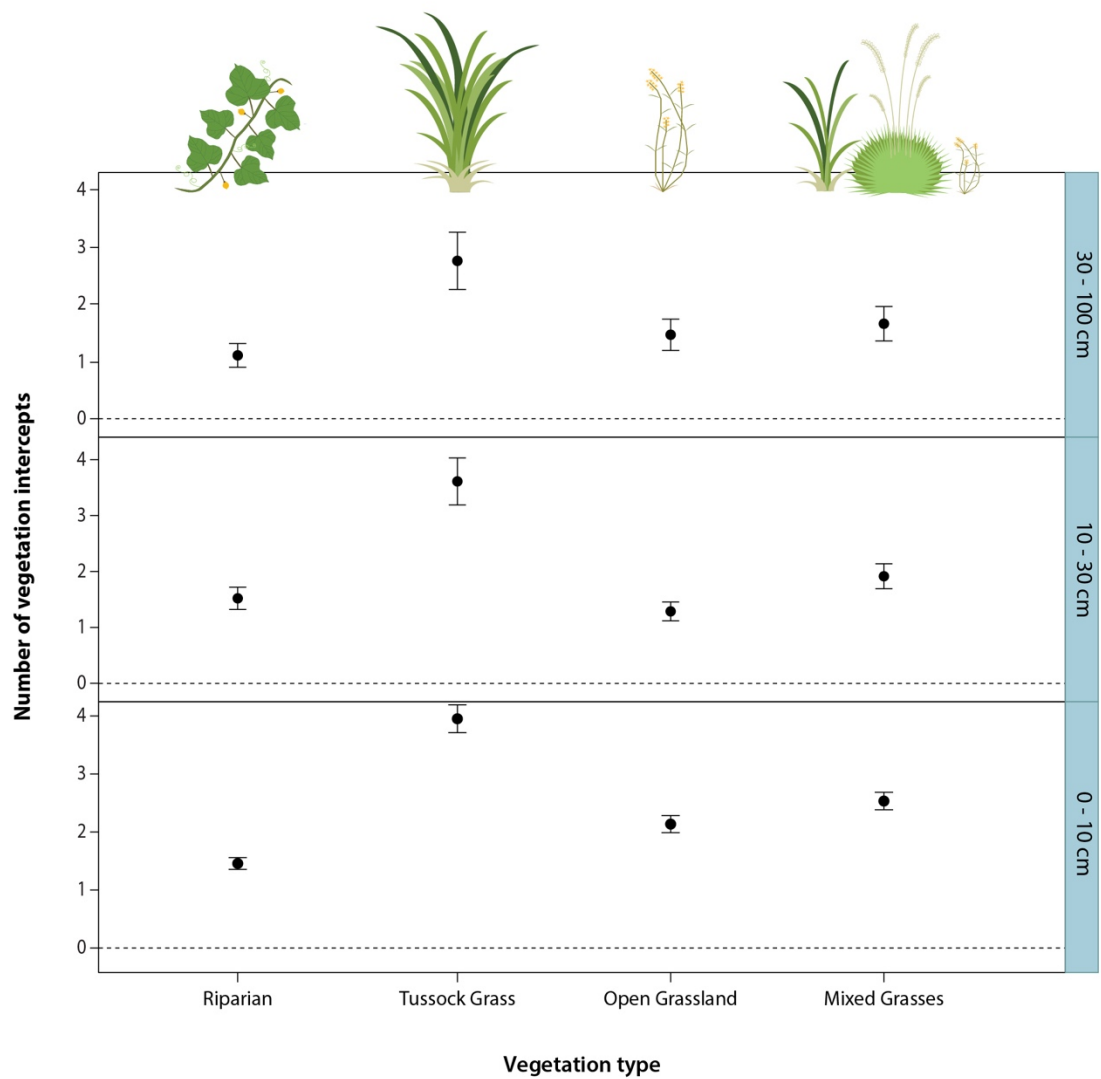 4
3
2
1
0
30 - 100 cm
4
3
2
1
0
10 - 30 cm
4
3
2
1
0
0 - 10 cm
Number of vegetation intercepts
Riparian
Tussock Grass
Open Grassland
Mixed Grasses
Vegetation type